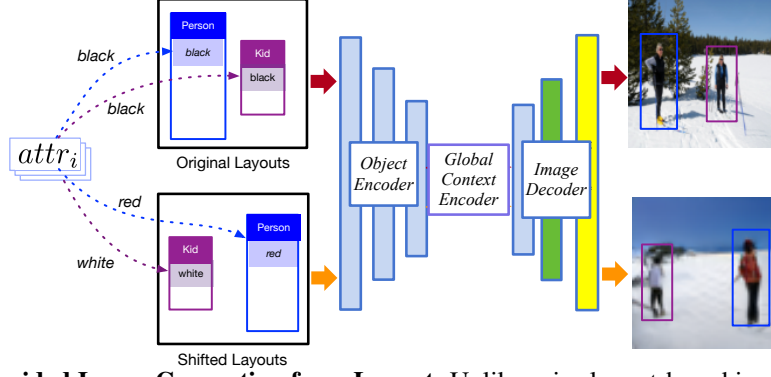 Person
black
Kid
black
black
black
Original Layouts
attr_i
Object
Encoder
Global
Context
Encoder
Image
Decoder
red
white
Person
red
Kid
white
Shifted Layouts